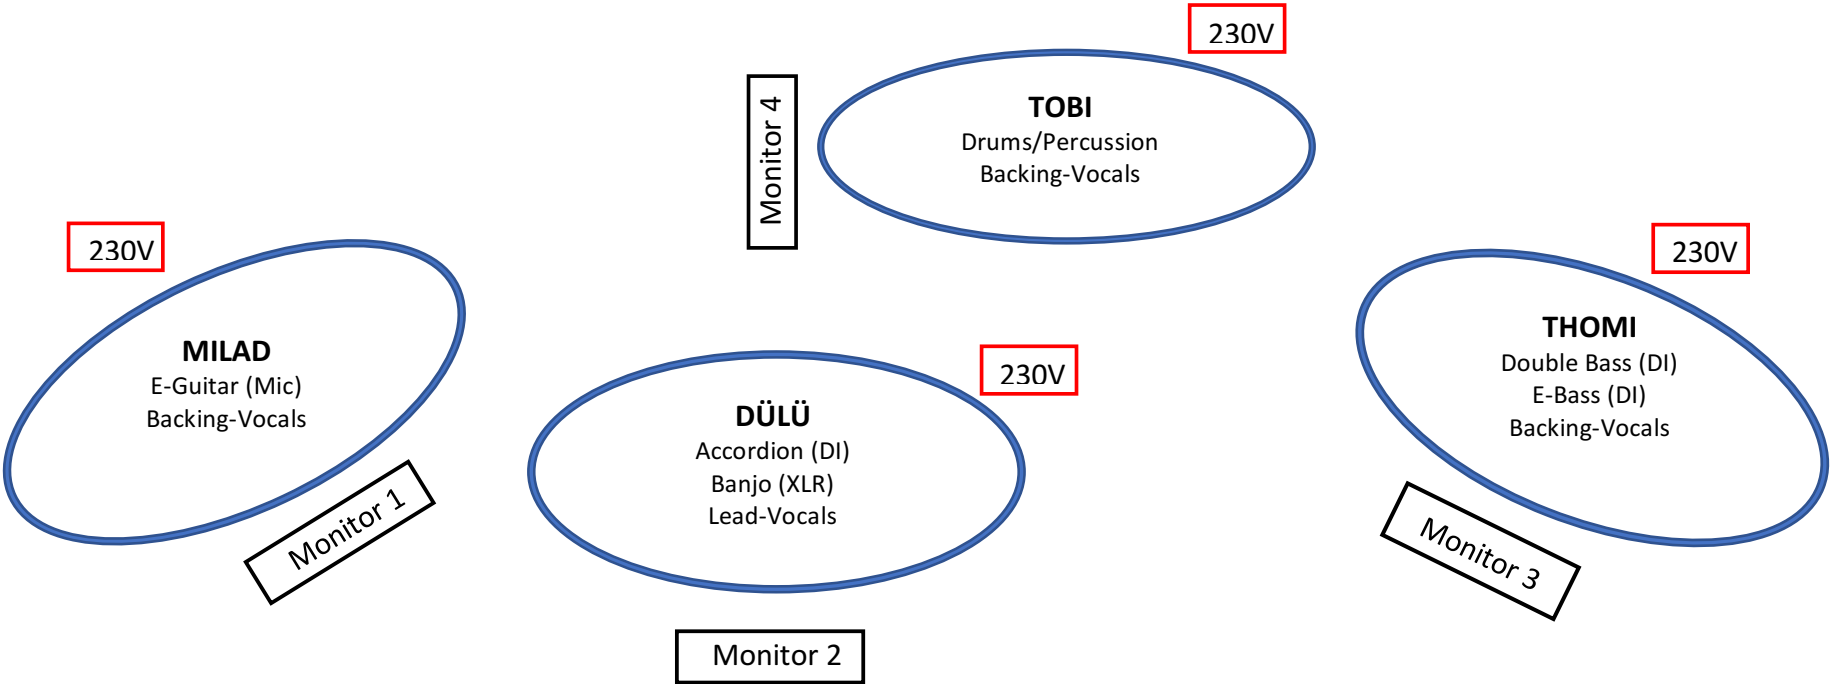 230V
TOBI
Drums/Percussion
Backing-Vocals
Monitor 4
230V
MILAD
E-Guitar (Mic)
Backing-Vocals
Monitor 1
230V
DÜLÜ
Accordion (DI)
Banjo (XLR)
Lead-Vocals
Monitor 2
230V
THOMI
Double Bass (DI)
E-Bass (DI)
Backing-Vocals
Monitor 3